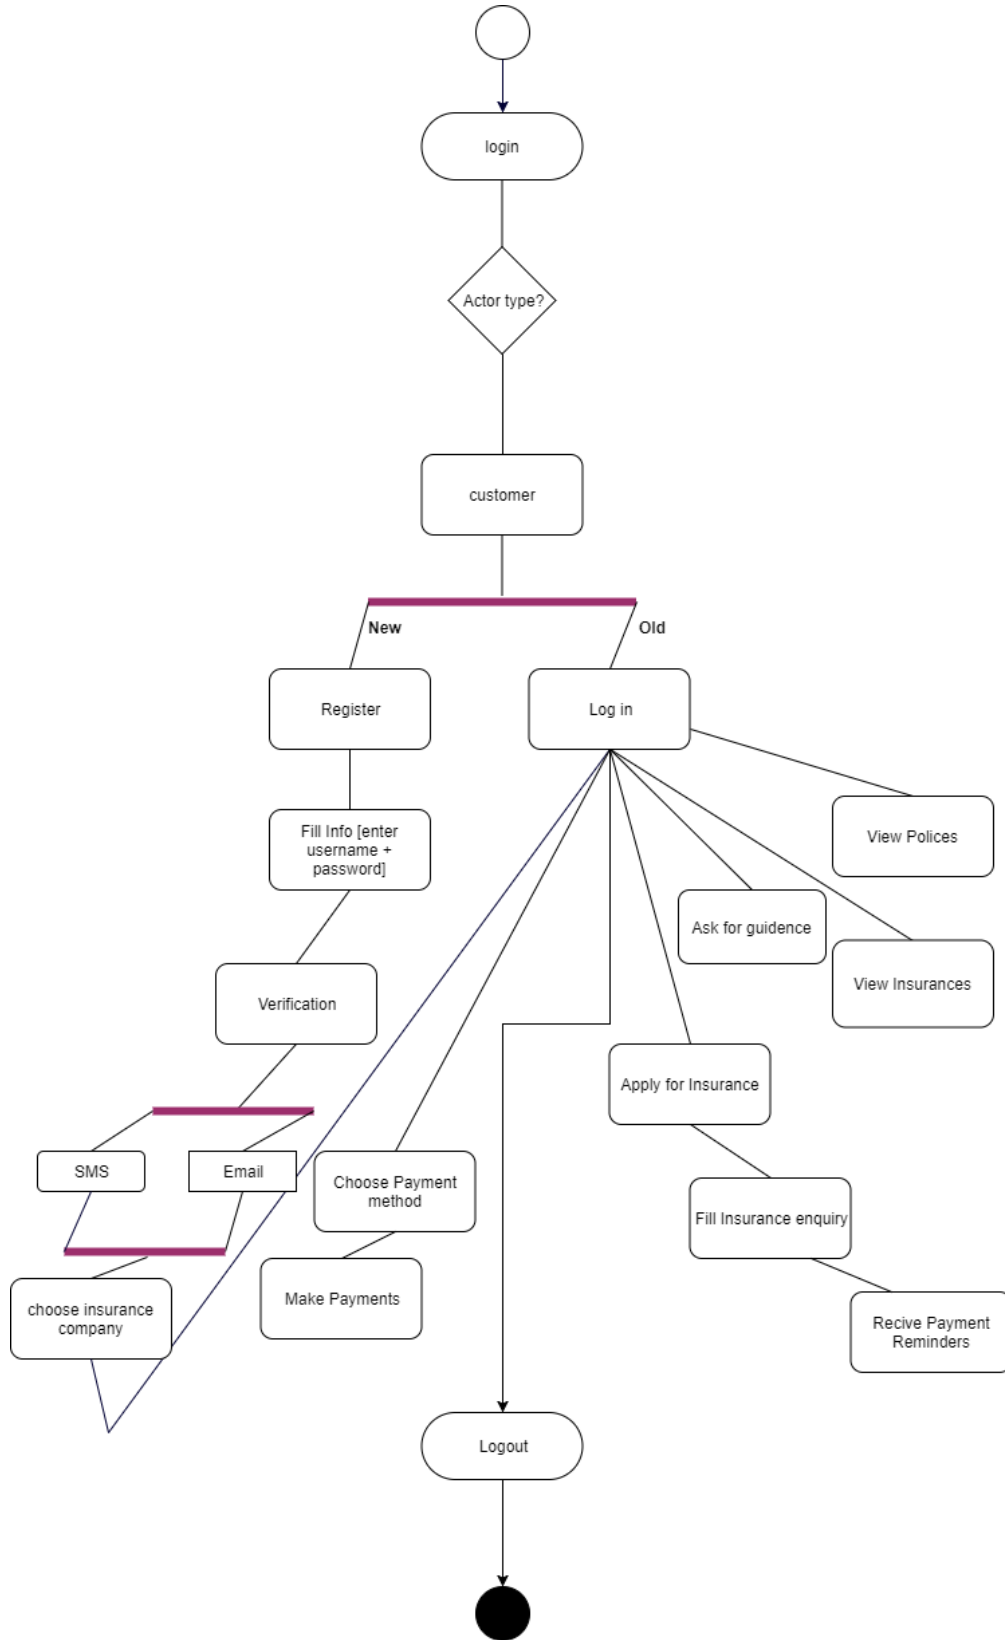 login
Actor type?
customer
New
Old
Register
Log in
Fill Info [enter
username +
password]
View Polices
Ask for guidence
View Insurances
Verification
Apply for Insurance
SMS
Email
Choose Payment
method
Fill Insurance enquiry
Make Payments
choose insurance
company
Recive Payment
Reminders
Logout